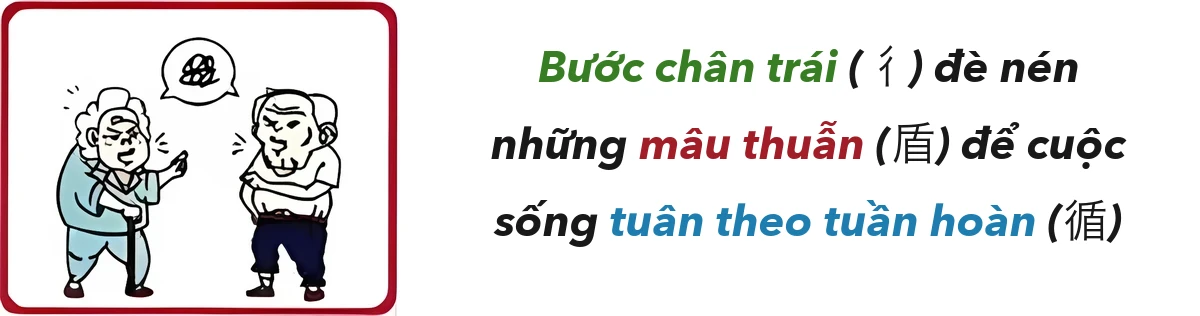 Bước chân trái (彳) đè nén
những mâu thuẫn (盾) để cuộc
sống tuân theo tuần hoàn (循)